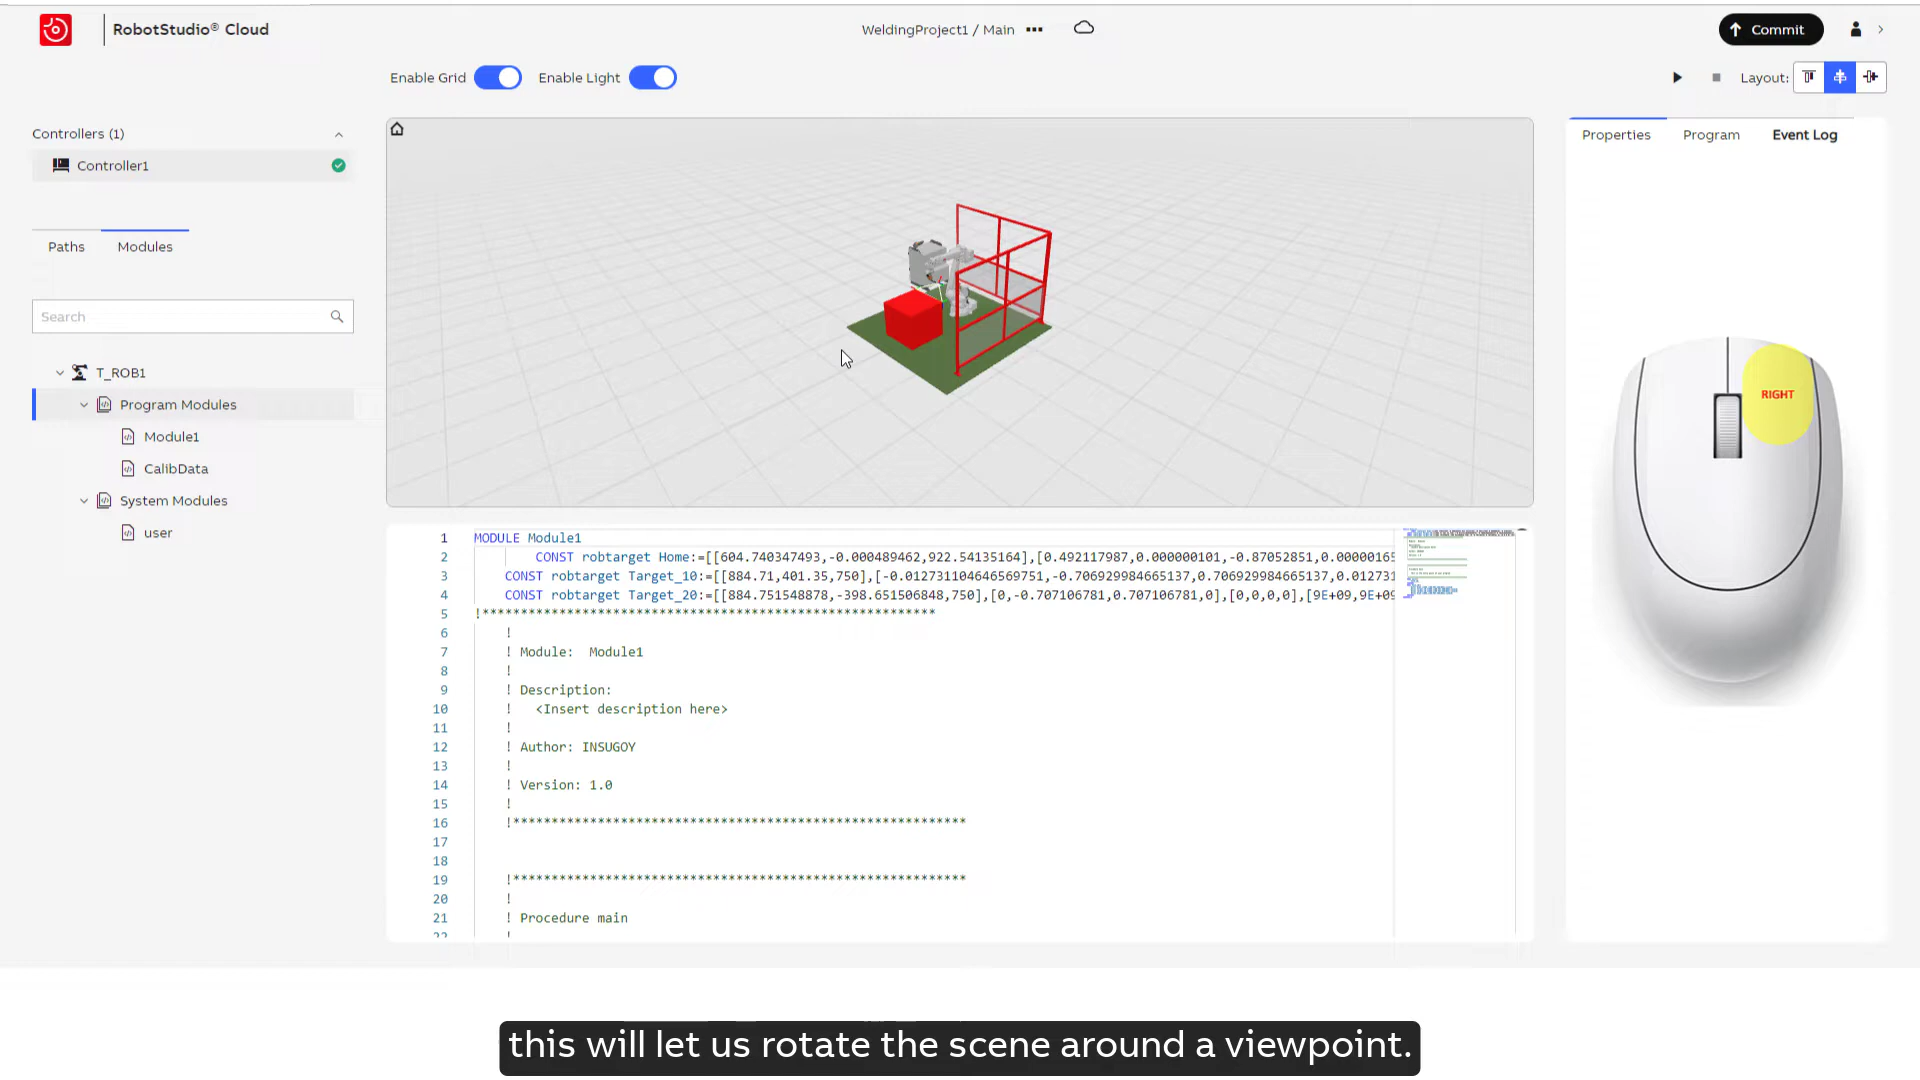 RobotStudio® Cloud
WeldingProject1 / Main
Commit
Enable Grid
Enable Light
Layout:
Controllers (1)
Controller1
Paths
Modules
Search
T_ROB1
Program Modules
Module1
CalibData
System Modules
user
1 MODULE Module1
2 CONST robtarget Home:=[[604.740347493,-0.000489462,922.54135164],[0.492117987,0.000000101,-0.87052851,0.00000165
3 CONST robtarget Target_10:=[[884.71,401.35,750],[-0.012731104646569751,-0.706929984665137,0.706929984665137,0.012731
4 CONST robtarget Target_20:=[[884.751548878,-398.651506848,750],[0,-0.707106781,0.707106781,0],[0,0,0,0],[9E+09,9E+09
5 !***********************************************************
6 !
7 ! Module: Module1
8 !
9 ! Description:
10 ! <Insert description here>
11 !
12 ! Author: INSUGOY
13 !
14 ! Version: 1.0
15 !
16 !***********************************************************
17
18
19 !***********************************************************
20 !
21 ! Procedure main
22 !
Properties
Program
Event Log
RIGHT
this will let us rotate the scene around a viewpoint.